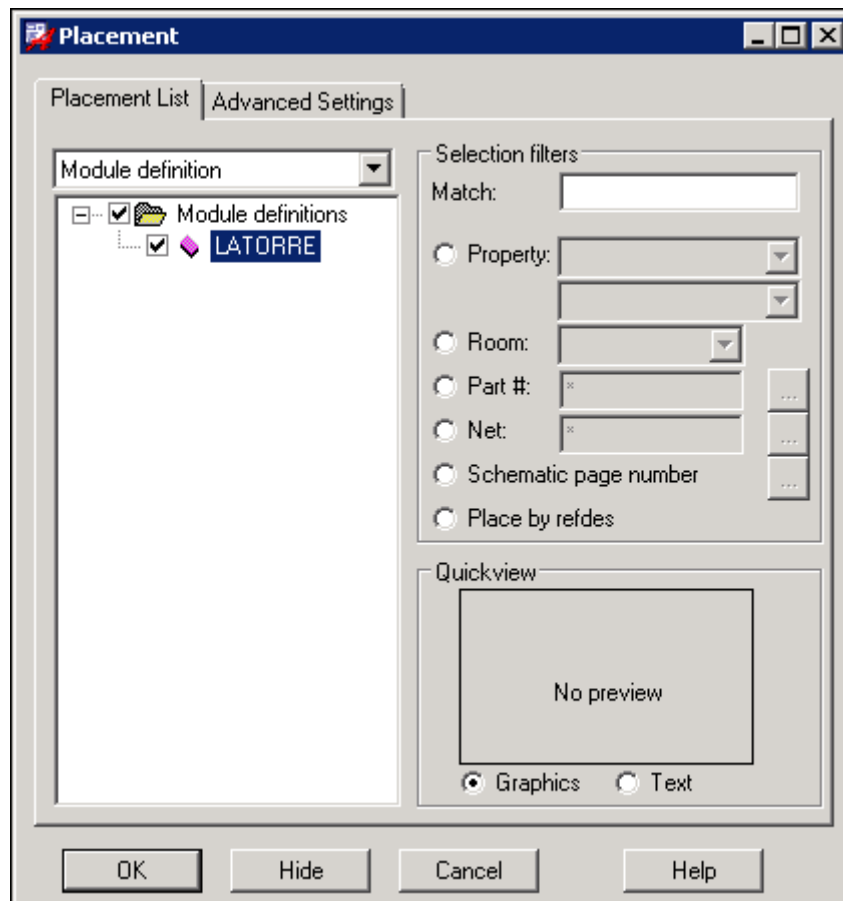 Placement
Placement List
Advanced Settings
Module definition
Module definitions
LATORRE
Selection filters
Match:
Property:
Room:
Part #:
*
...
Net:
*
...
Schematic page number
...
Place by refdes
Quickview
No preview
Graphics
Text
OK
Hide
Cancel
Help